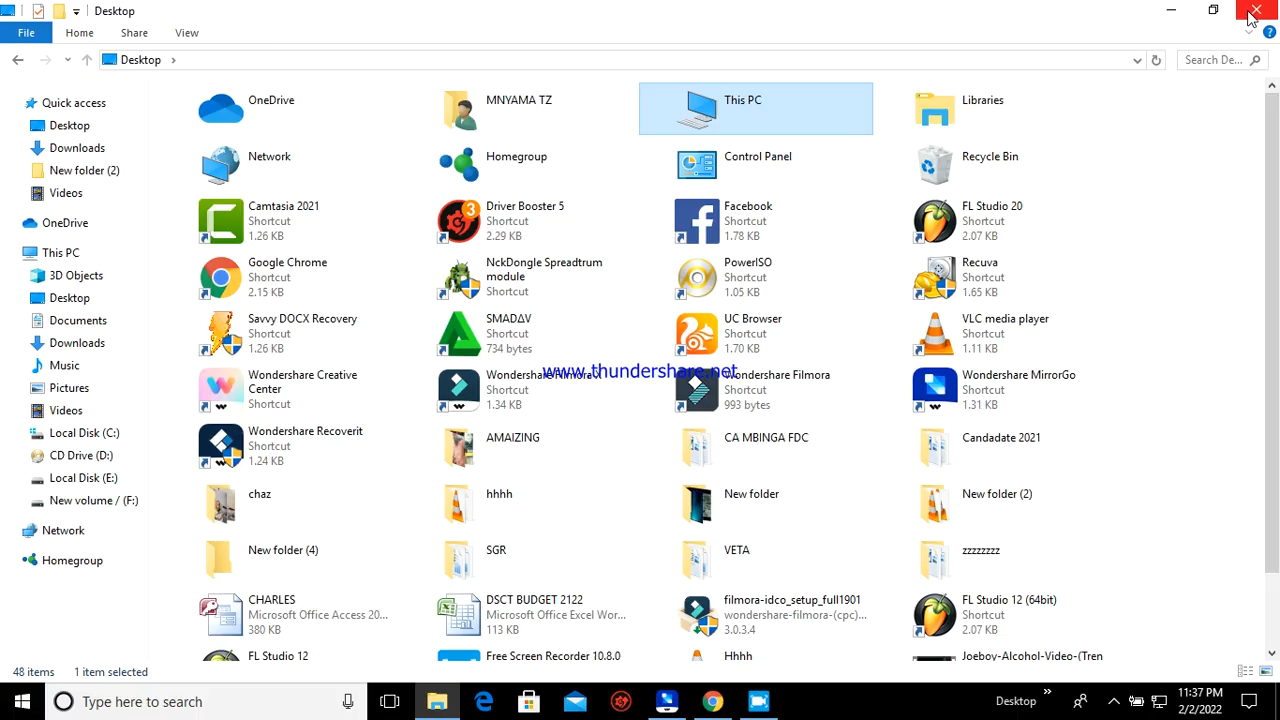 Desktop
File Home Share View
Desktop
Search De...
Quick access
Desktop
Downloads
New folder (2)
Videos
OneDrive
This PC
3D Objects
Desktop
Documents
Downloads
Music
Pictures
Videos
Local Disk (C:)
CD Drive (D:)
Local Disk (E:)
New volume / (F:)
Network
Homegroup
OneDrive
MNYAMA TZ
This PC
Libraries
Network
Homegroup
Control Panel
Recycle Bin
Camtasia 2021
Shortcut
1.26 KB
Driver Booster 5
Shortcut
2.29 KB
Facebook
Shortcut
1.78 KB
FL Studio 20
Shortcut
2.07 KB
Google Chrome
Shortcut
2.15 KB
NckDongle Spreadtrum
module
Shortcut
PowerISO
Shortcut
1.05 KB
Recuva
Shortcut
1.65 KB
Savvy DOCX Recovery
Shortcut
1.26 KB
SMADΔV
Shortcut
734 bytes
UC Browser
Shortcut
1.70 KB
VLC media player
Shortcut
1.11 KB
www.thundershare.net
Wondershare Creative
Center
Shortcut
Wondershare Filmora
Shortcut
1.34 KB
Wondershare Filmora
Shortcut
993 bytes
Wondershare MirrorGo
Shortcut
1.31 KB
Wondershare Recoverit
Shortcut
1.24 KB
AMAIZING
CA MBINGA FDC
Candadate 2021
chaz
hhhh
New folder
New folder (2)
New folder (4)
SGR
VETA
zzzzzzzz
CHARLES
Microsoft Office Access 20...
380 KB
DSCT BUDGET 2122
Microsoft Office Excel Wor...
113 KB
filmora-idco_setup_full1901
wondershare-filmora-(cpc)...
3.0.3.4
FL Studio 12 (64bit)
Shortcut
2.07 KB
FL Studio 12
Free Screen Recorder 10.8.0
Hhhh
Joeboy-Alcohol-Video-(Tren
48 items 1 item selected
Type here to search
Desktop
11:37 PM
2/2/2022